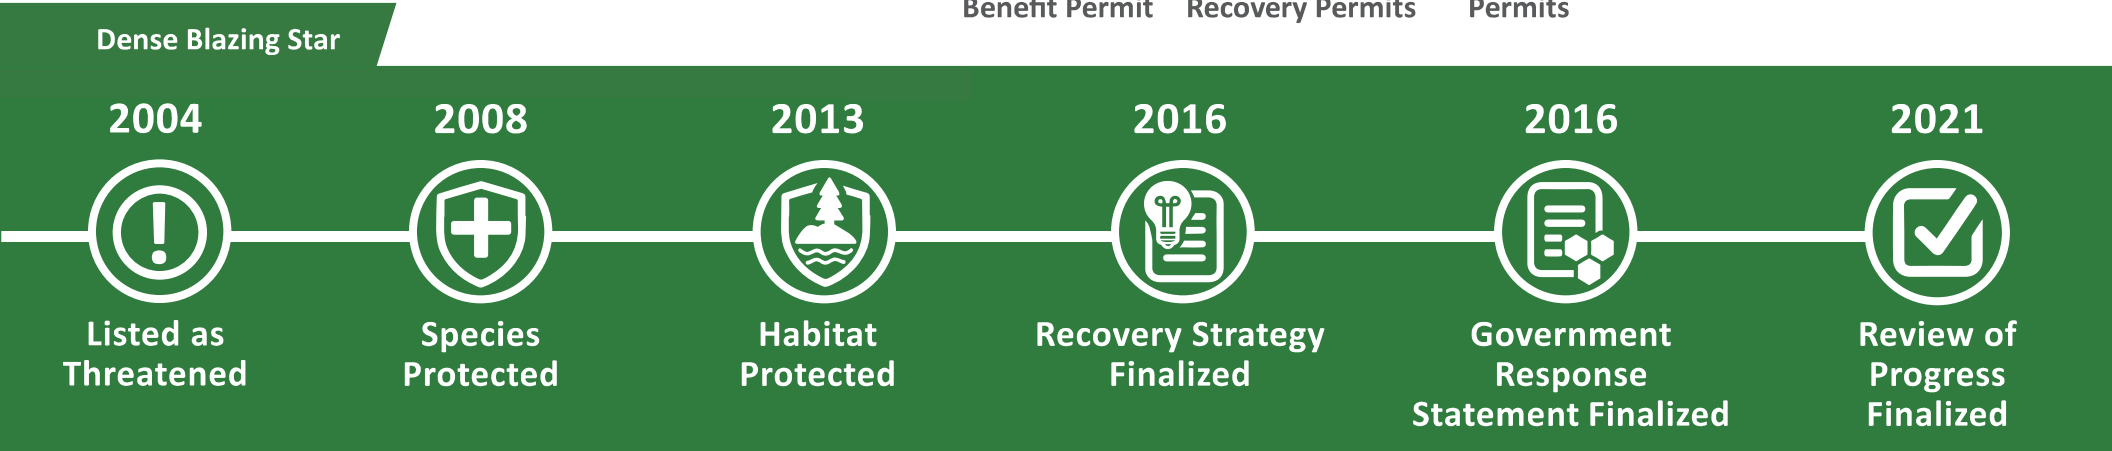 Benefit Permit Recovery Permits Permits
Dense Blazing Star
2004 2008 2013 2016 2016 2021
Listed as
Threatened
Species
Protected
Habitat
Protected
Recovery Strategy
Finalized
Government
Response
Statement Finalized
Review of
Progress
Finalized